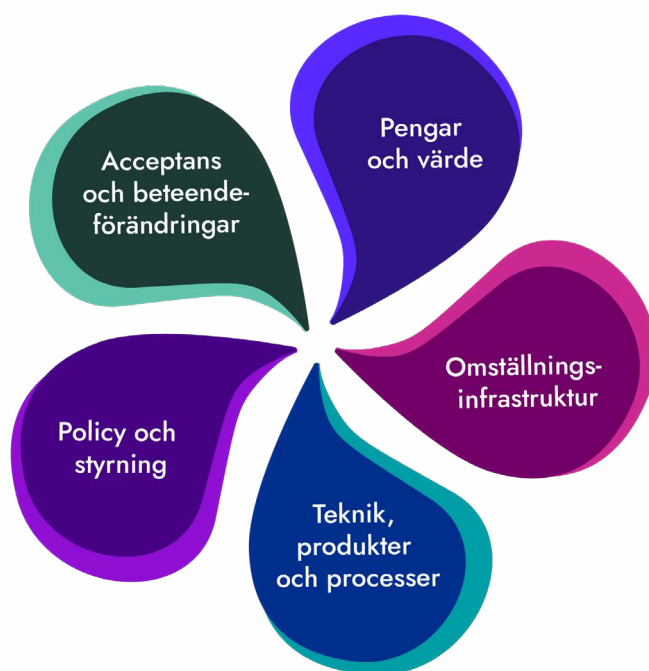 Pengar
och värde
Acceptans
och beteende-
förändringar
Omställnings-
infrastruktur
Policy och
styrning
Teknik,
produkter
och processer